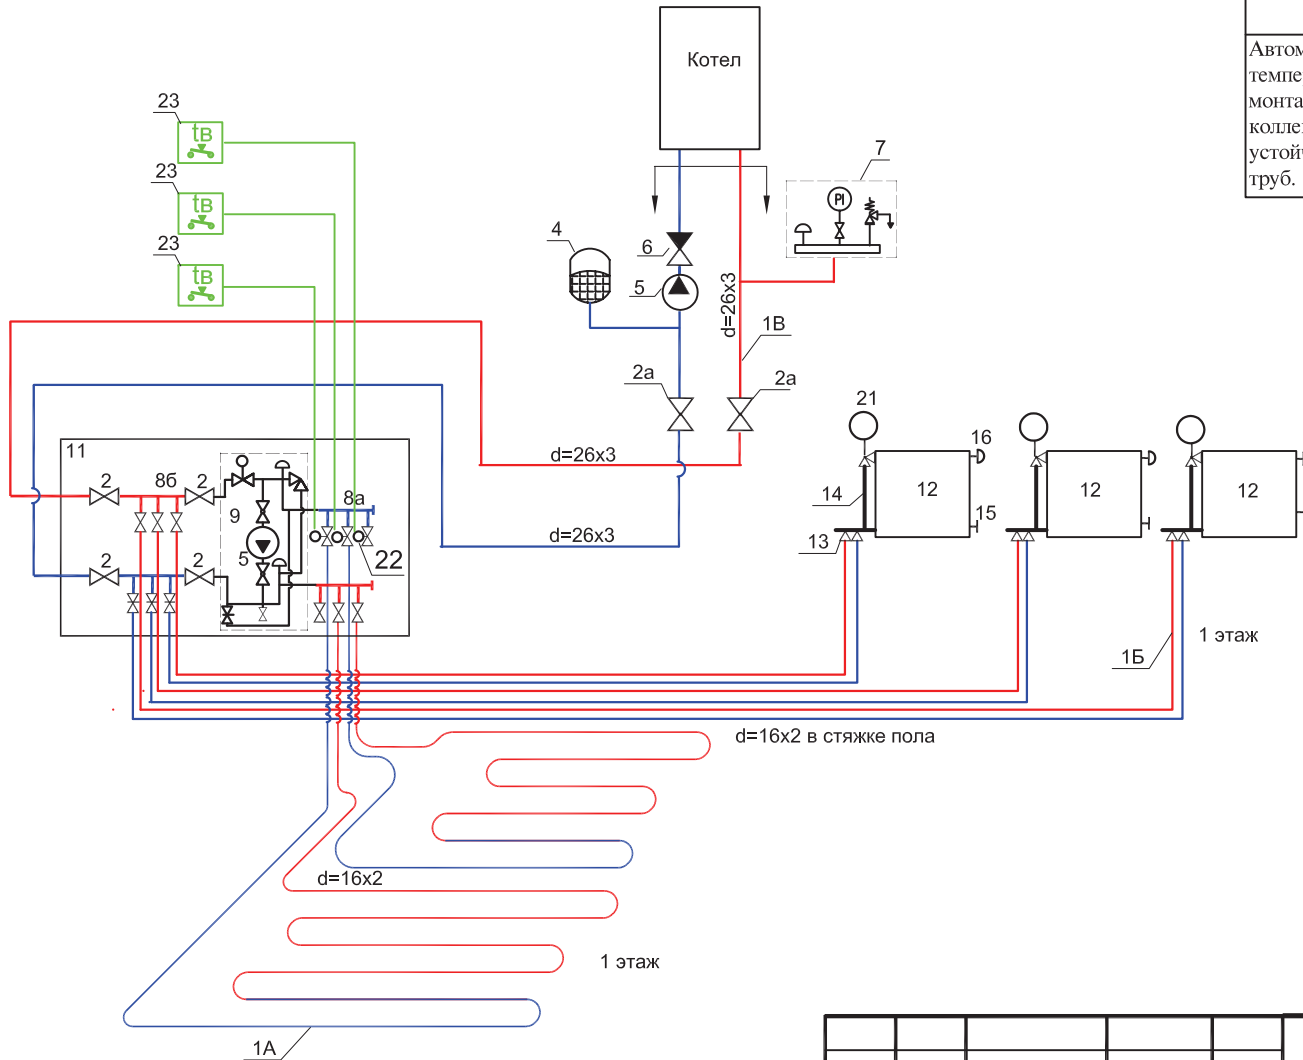 Котел
Автом
темпе
монта
колле
устойч
труб.
23
tв
7
PI
23
tв
4
6
23
tв
5
d=26x3
1В
2а
2а
21
11
16
d=26x3
2
8б
2
8а
14
12
12
12
9
15
5
22
d=26x3
13
2
2
1 этаж
1Б
d=16x2 в стяжке пола
d=16x2
1 этаж
1А